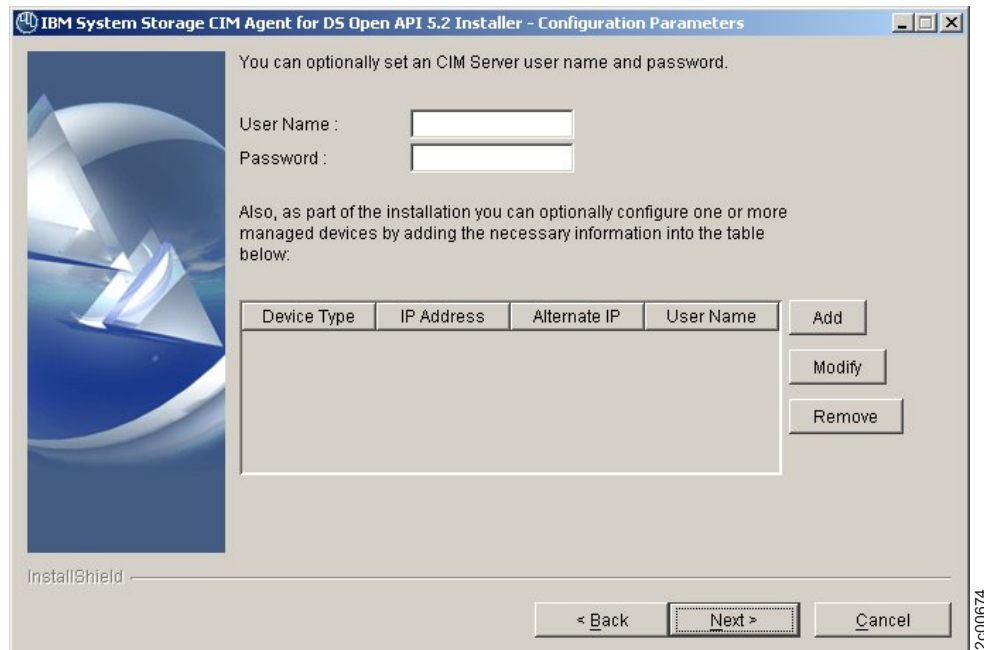 IBM System Storage CIM Agent for DS Open API 5.2 Installer - Configuration Parameters
You can optionally set an CIM Server user name and password.
User Name :
Password :
Also, as part of the installation you can optionally configure one or more
managed devices by adding the necessary information into the table
below:
Device Type IP Address Alternate IP User Name
Add
Modify
Remove
InstallShield
< Back Next > Cancel
2c00674